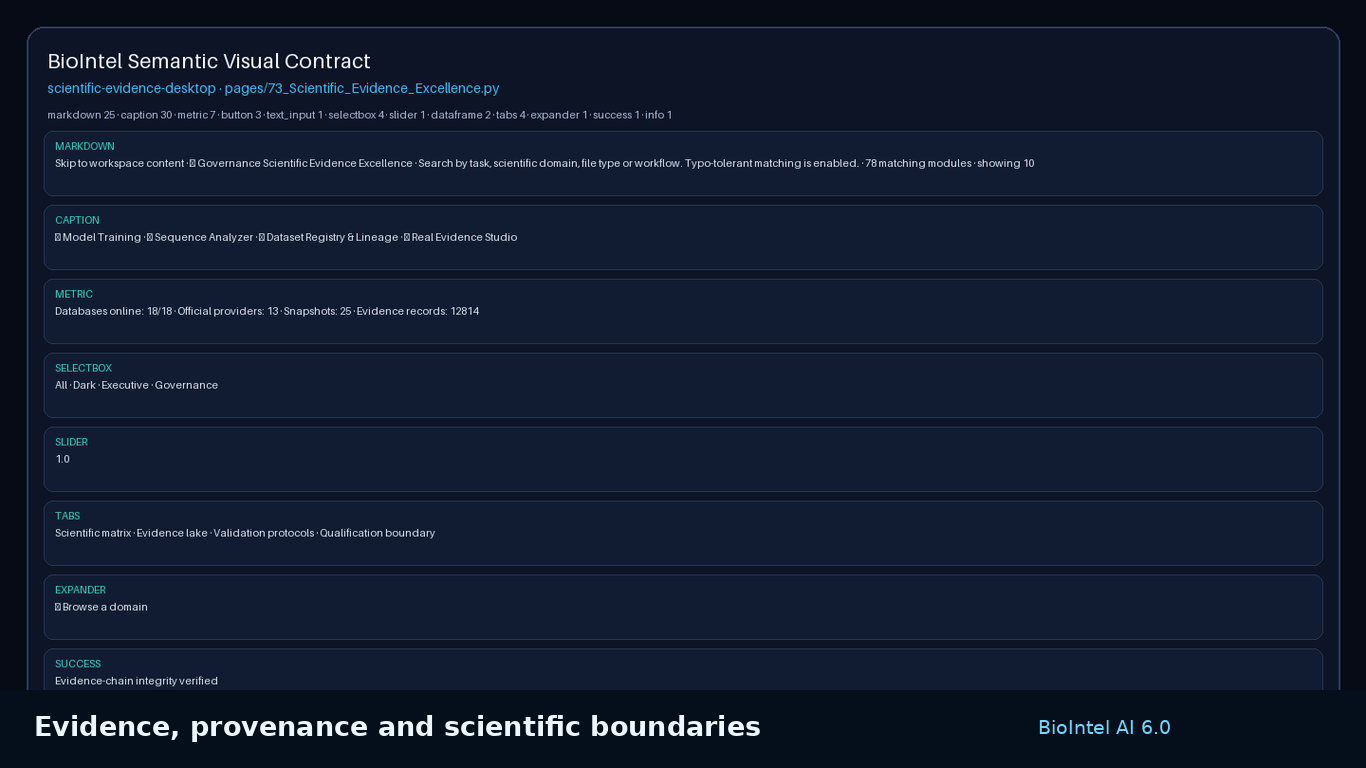 BioIntel Semantic Visual Contract
scientific-evidence-desktop · pages/73_Scientific_Evidence_Excellence.py
markdown 25 · caption 30 · metric 7 · button 3 · text_input 1 · selectbox 4 · slider 1 · dataframe 2 · tabs 4 · expander 1 · success 1 · info 1
MARKDOWN
Skip to workspace content · Governance Scientific Evidence Excellence · Search by task, scientific domain, file type or workflow. Typo-tolerant matching is enabled. · 78 matching modules · showing 10
CAPTION
Model Training · Sequence Analyzer · Dataset Registry & Lineage · Real Evidence Studio
METRIC
Databases online: 18/18 · Official providers: 13 · Snapshots: 25 · Evidence records: 12814
SELECTBOX
All · Dark · Executive · Governance
SLIDER
1.0
TABS
Scientific matrix · Evidence lake · Validation protocols · Qualification boundary
EXPANDER
Browse a domain
SUCCESS
Evidence-chain integrity verified
Evidence, provenance and scientific boundaries
BioIntel AI 6.0